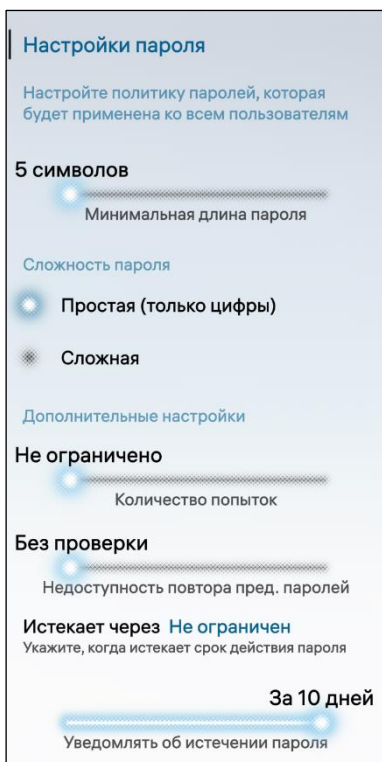 Настройки пароля
Настройте политику паролей, которая
будет применена ко всем пользователям
5 символов
Минимальная длина пароля
Сложность пароля
Простая (только цифры)
Сложная
Дополнительные настройки
Не ограничено
Количество попыток
Без проверки
Недоступность повтора пред. паролей
Истекает через Не ограничен
Укажите, когда истекает срок действия пароля
За 10 дней
Уведомлять об истечении пароля